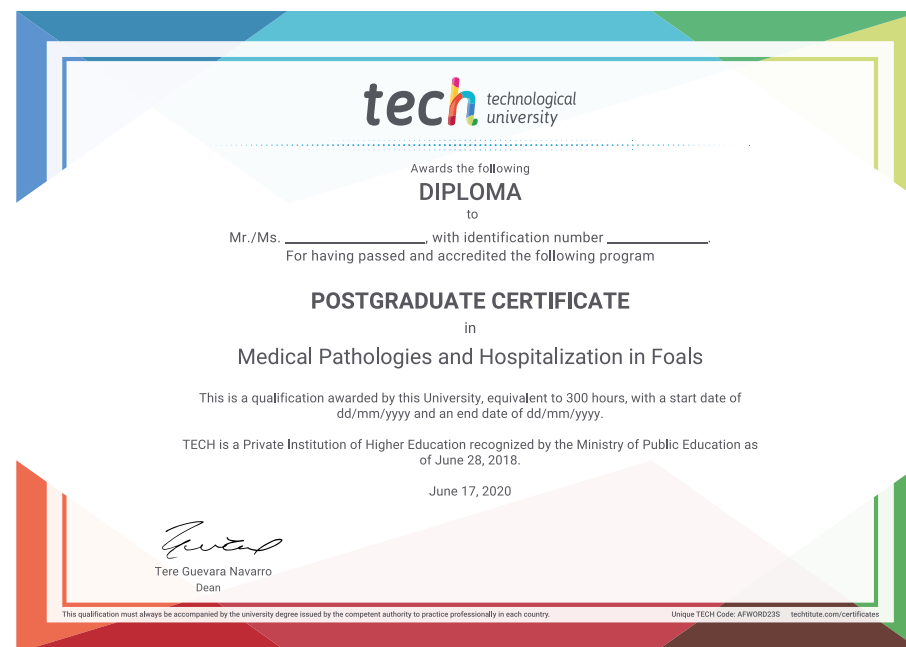 tech technological
university
Awards the following
DIPLOMA
to
Mr./Ms. ____________, with identification number ____________.
For having passed and accredited the following program
POSTGRADUATE CERTIFICATE
in
Medical Pathologies and Hospitalization in Foals
This is a qualification awarded by this University, equivalent to 300 hours, with a start date of
dd/mm/yyyy and an end date of dd/mm/yyyy.
TECH is a Private Institution of Higher Education recognized by the Ministry of Public Education as
of June 28, 2018.
June 17, 2020
Tere Guevara Navarro
Dean
This qualification must always be accompanied by the university degree issued by the competent authority to practice professionally in each country.
Unique TECH Code: AFWORD23S techtitute.com/certificates